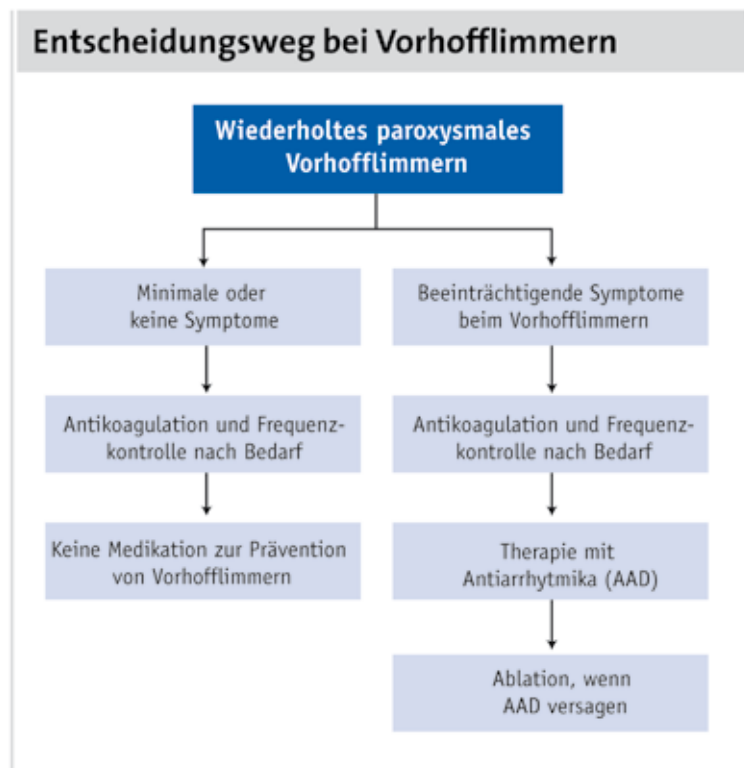 Entscheidungsweg bei Vorhofflimmern
Wiederholtes paroxysmales
Vorhofflimmern
Minimale oder
keine Symptome
Beeinträchtigende Symptome
beim Vorhofflimmern
Antikoagulation und Frequenz-
kontrolle nach Bedarf
Antikoagulation und Frequenz-
kontrolle nach Bedarf
Keine Medikation zur Prävention
von Vorhofflimmern
Therapie mit
Antiarrhytmika (AAD)
Ablation, wenn
AAD versagen